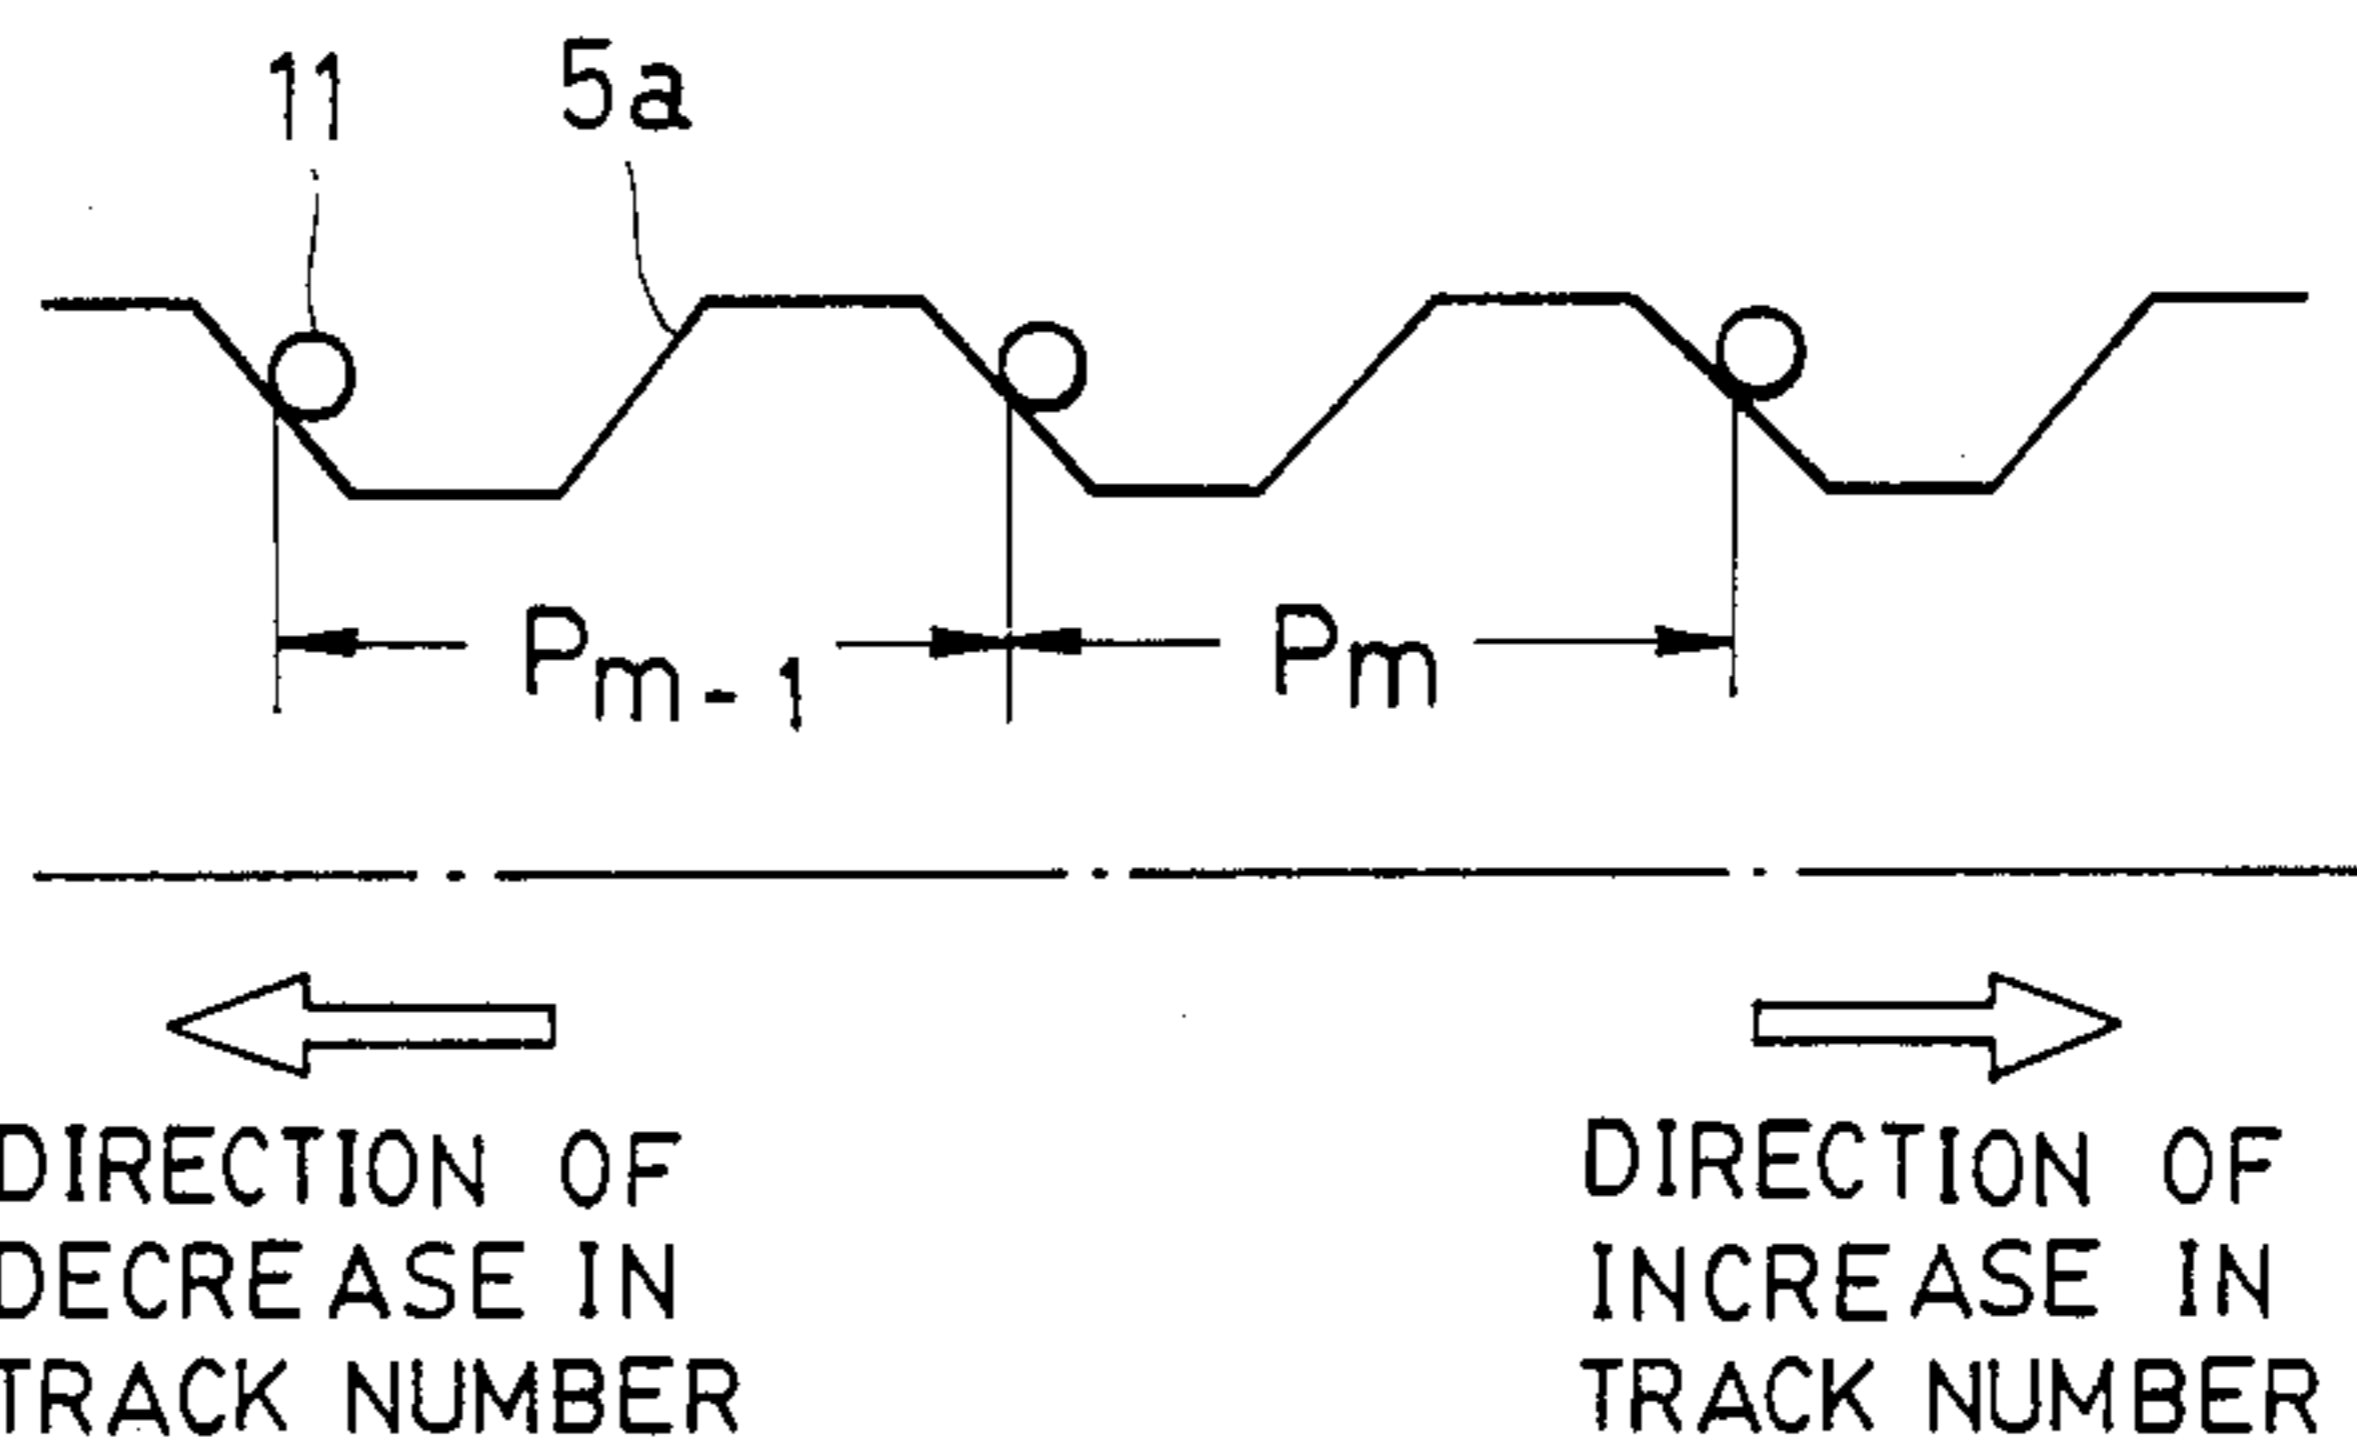 11 5a
Pm-1 Pm
DIRECTION OF DECREASE IN TRACK NUMBER
DIRECTION OF INCREASE IN TRACK NUMBER